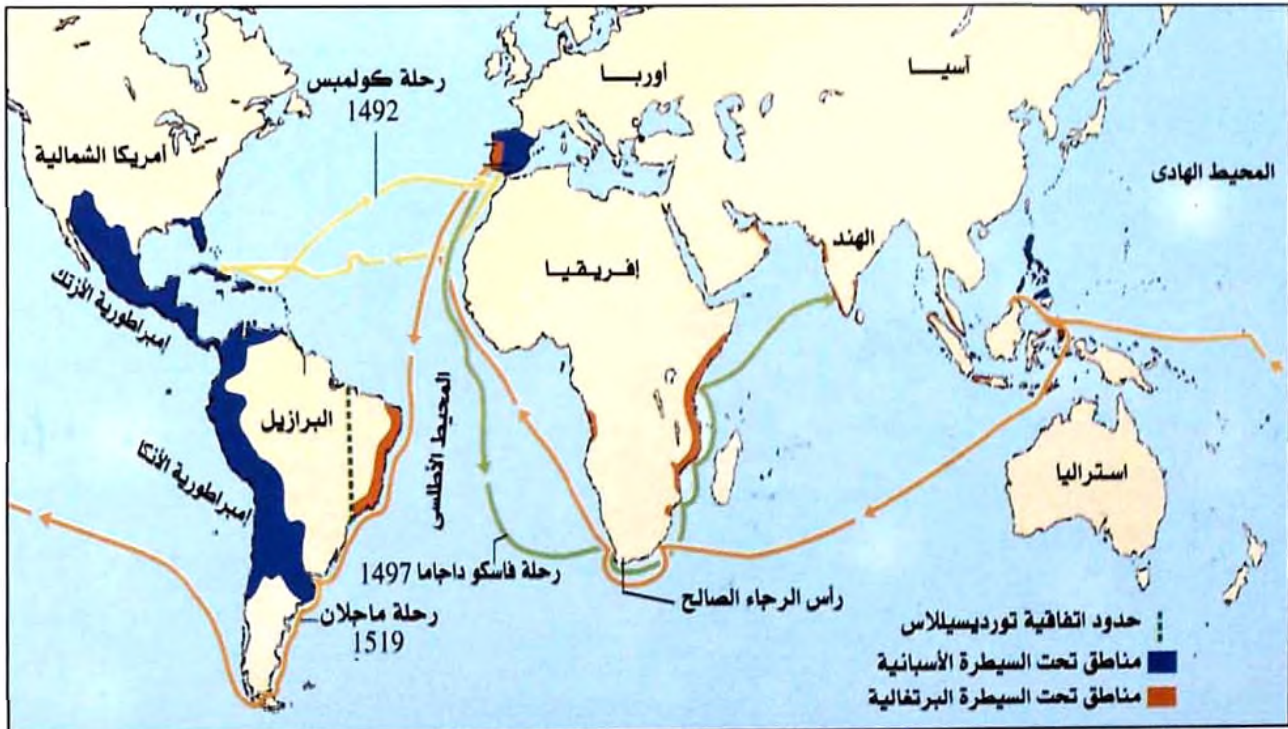 رحلة كولمبس
1492
أوربا
آسيا
أمريكا الشمالية
المحيط الهادى
الهند
إفريقيا
إمبراطورية الأزتك
البرازيل
المحيط الأطلسى
إمبراطورية الأنكا
استراليا
رحلة فاسكو داجاما 1497
رأس الرجاء الصالح
رحلة ماجلان
1519
حدود اتفاقية تورديسيللاس
مناطق تحت السيطرة الأسبانية
مناطق تحت السيطرة البرتغالية